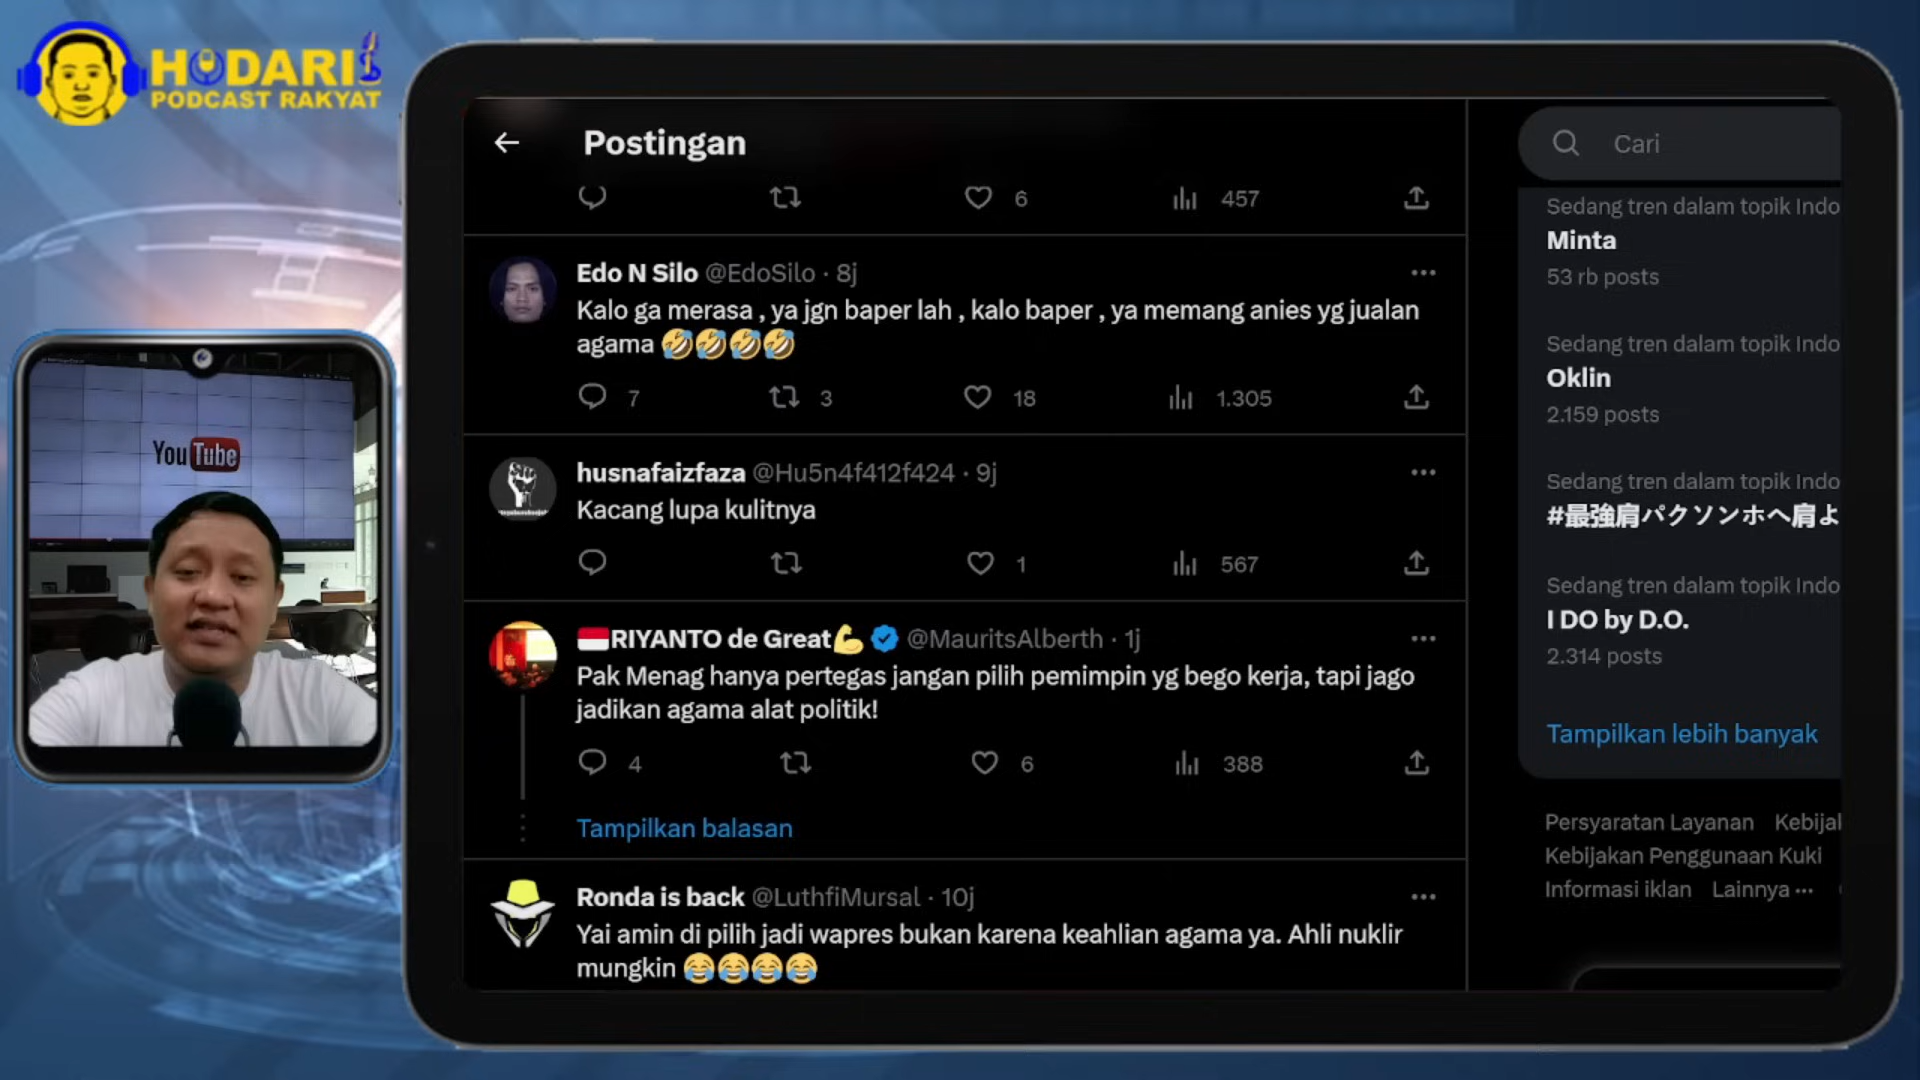 HODARI
PODCAST RAKYAT
YouTube
Postingan
6 457
Edo N Silo @EdoSilo · 8j
Kalo ga merasa , ya jgn baper lah , kalo baper , ya memang anies yg jualan
agama 🤣🤣🤣🤣
7 3 18 1.305
husnafaizfaza @Hu5n4f412f424 · 9j
Kacang lupa kulitnya
1 567
🇮🇩RIYANTO de Great💪 @MauritsAlberth · 1j
Pak Menag hanya pertegas jangan pilih pemimpin yg bego kerja, tapi jago
jadikan agama alat politik!
4 6 388
Tampilkan balasan
Ronda is back @LuthfiMursal · 10j
Yai amin di pilih jadi wapres bukan karena keahlian agama ya. Ahli nuklir
mungkin 😂😂😂😂
Cari
Sedang tren dalam topik Indo
Minta
53 rb posts
Sedang tren dalam topik Indo
Oklin
2.159 posts
Sedang tren dalam topik Indo
#最強肩パクソンホへ肩よ
Sedang tren dalam topik Indo
I DO by D.O.
2.314 posts
Tampilkan lebih banyak
Persyaratan Layanan Kebijal
Kebijakan Penggunaan Kuki
Informasi iklan Lainnya ···